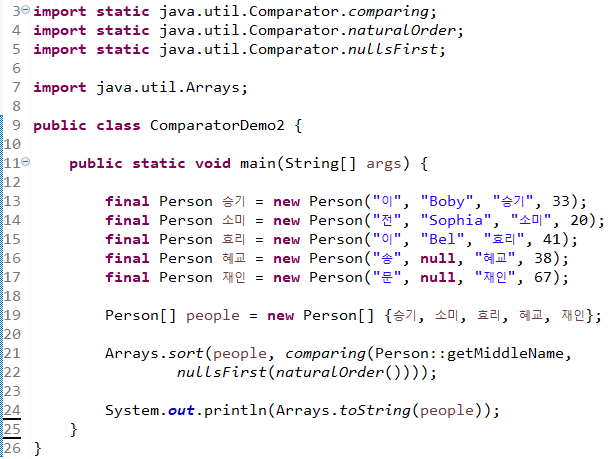 3 import static java.util.Comparator.comparing;
4 import static java.util.Comparator.naturalOrder;
5 import static java.util.Comparator.nullsFirst;
6
7 import java.util.Arrays;
8
9 public class ComparatorDemo2 {
10
11     public static void main(String[] args) {
12
13         final Person 승기 = new Person("이", "Boby", "승기", 33);
14         final Person 소미 = new Person("전", "Sophia", "소미", 20);
15         final Person 효리 = new Person("이", "Bel", "효리", 41);
16         final Person 혜교 = new Person("송", null, "혜교", 38);
17         final Person 재인 = new Person("문", null, "재인", 67);
18
19         Person[] people = new Person[] {승기, 소미, 효리, 혜교, 재인};
20
21         Arrays.sort(people, comparing(Person::getMiddleName,
22                 nullsFirst(naturalOrder())));
23
24         System.out.println(Arrays.toString(people));
25     }
26 }